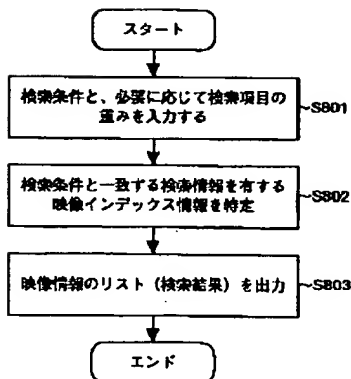 スタート
検索条件と、必要に応じて検索項目の
重みを入力する
S801
検索条件と一致する検索情報を有する
映像インデックス情報を特定
S802
映像情報のリスト（検索結果）を出力
S803
エンド